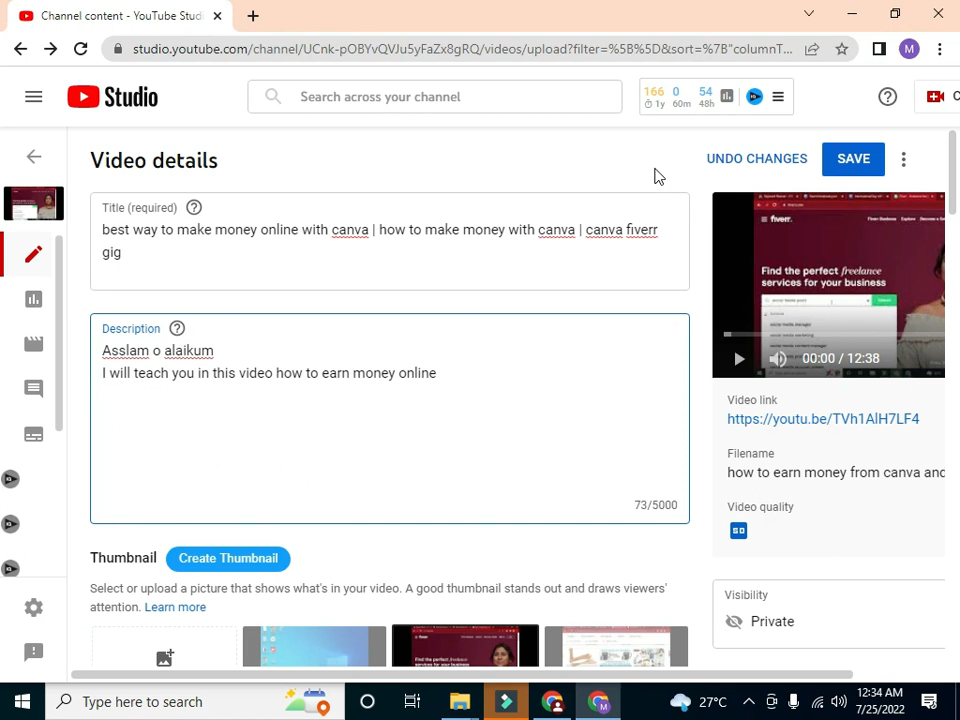 Channel content - YouTube Studi
studio.youtube.com/channel/UCnk-pOBYvQVJu5yFaZx8gRQ/videos/upload?filter=%5B%5D&sort=%7B"columnT...
M
Studio
Search across your channel
166 0 54
1y 60m 48h
C
Video details
UNDO CHANGES
SAVE
Title (required)
best way to make money online with canva | how to make money with canva | canva fiverr
gig
Description
Asslam o alaikum
I will teach you in this video how to earn money online
73/5000
fiverr.
Find the perfect freelance
services for your business
00:00 / 12:38
Video link
https://youtu.be/TVh1AlH7LF4
Filename
how to earn money from canva and
Video quality
SD
Thumbnail
Create Thumbnail
Select or upload a picture that shows what's in your video. A good thumbnail stands out and draws viewers'
attention. Learn more
Visibility
Private
Type here to search
27°C
12:34 AM
7/25/2022